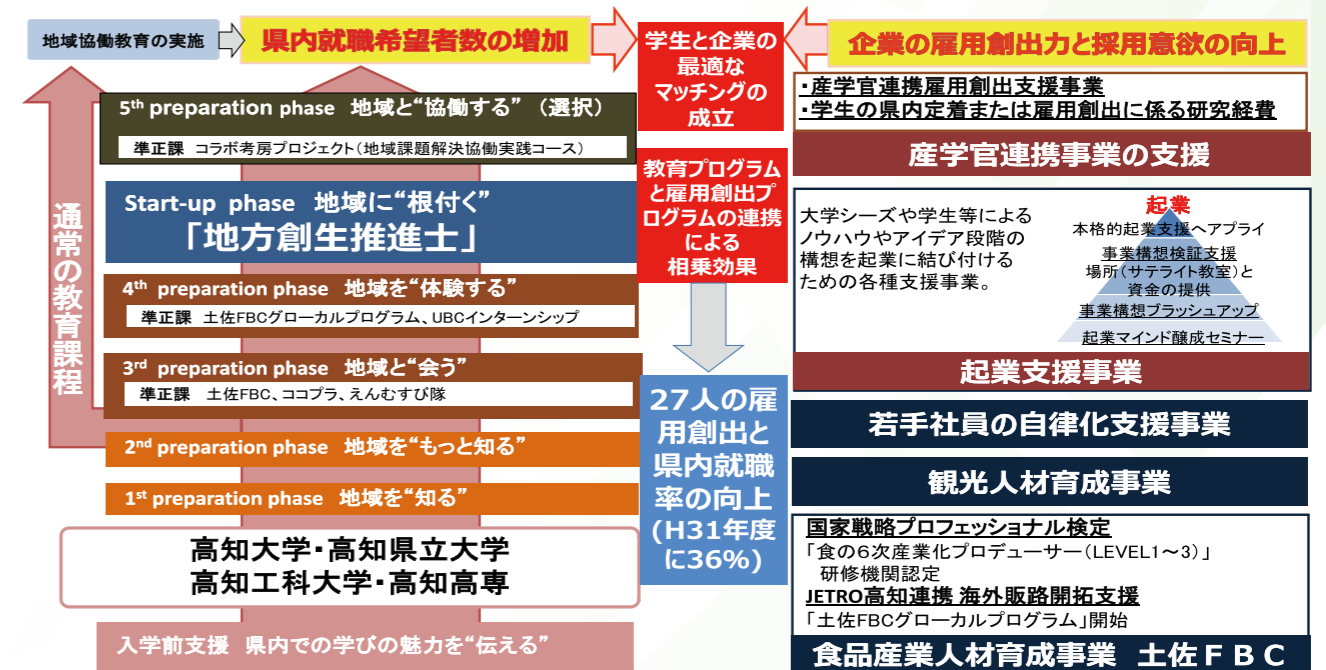 地域協働教育の実施
県内就職希望者数の増加
学生と企業の
最適な
マッチングの
成立
企業の雇用創出力と採用意欲の向上
通常の教育課程
5th preparation phase 地域と“協働する” (選択)
準正課 コラボ考房プロジェクト(地域課題解決協働実践コース)
Start-up phase 地域に“根付く”
「地方創生推進士」
4th preparation phase 地域を“体験する”
準正課 土佐FBCグローカルプログラム、UBCインターンシップ
3rd preparation phase 地域と“会う”
準正課 土佐FBC、ココプラ、えんむすび隊
2nd preparation phase 地域を“もっと知る”
1st preparation phase 地域を“知る”
高知大学・高知県立大学
高知工科大学・高知高専
入学前支援 県内での学びの魅力を“伝える”
教育プログラム
と雇用創出プ
ログラムの連携
による
相乗効果
27人の雇
用創出と
県内就職
率の向上
(H31年度
に36%)
・産学官連携雇用創出支援事業
・学生の県内定着または雇用創出に係る研究経費
産学官連携事業の支援
大学シーズや学生等による
ノウハウやアイデア段階の
構想を起業に結び付ける
ための各種支援事業。
起業
本格的起業支援へアプライ
事業構想検証支援
場所(サテライト教室)と
資金の提供
事業構想ブラッシュアップ
起業マインド醸成セミナー
起業支援事業
若手社員の自律化支援事業
観光人材育成事業
国家戦略プロフェッショナル検定
「食の6次産業化プロデューサー(LEVEL1～3)」
研修機関認定
JETRO高知連携 海外販路開拓支援
「土佐FBCグローカルプログラム」開始
食品産業人材育成事業 土佐FBC